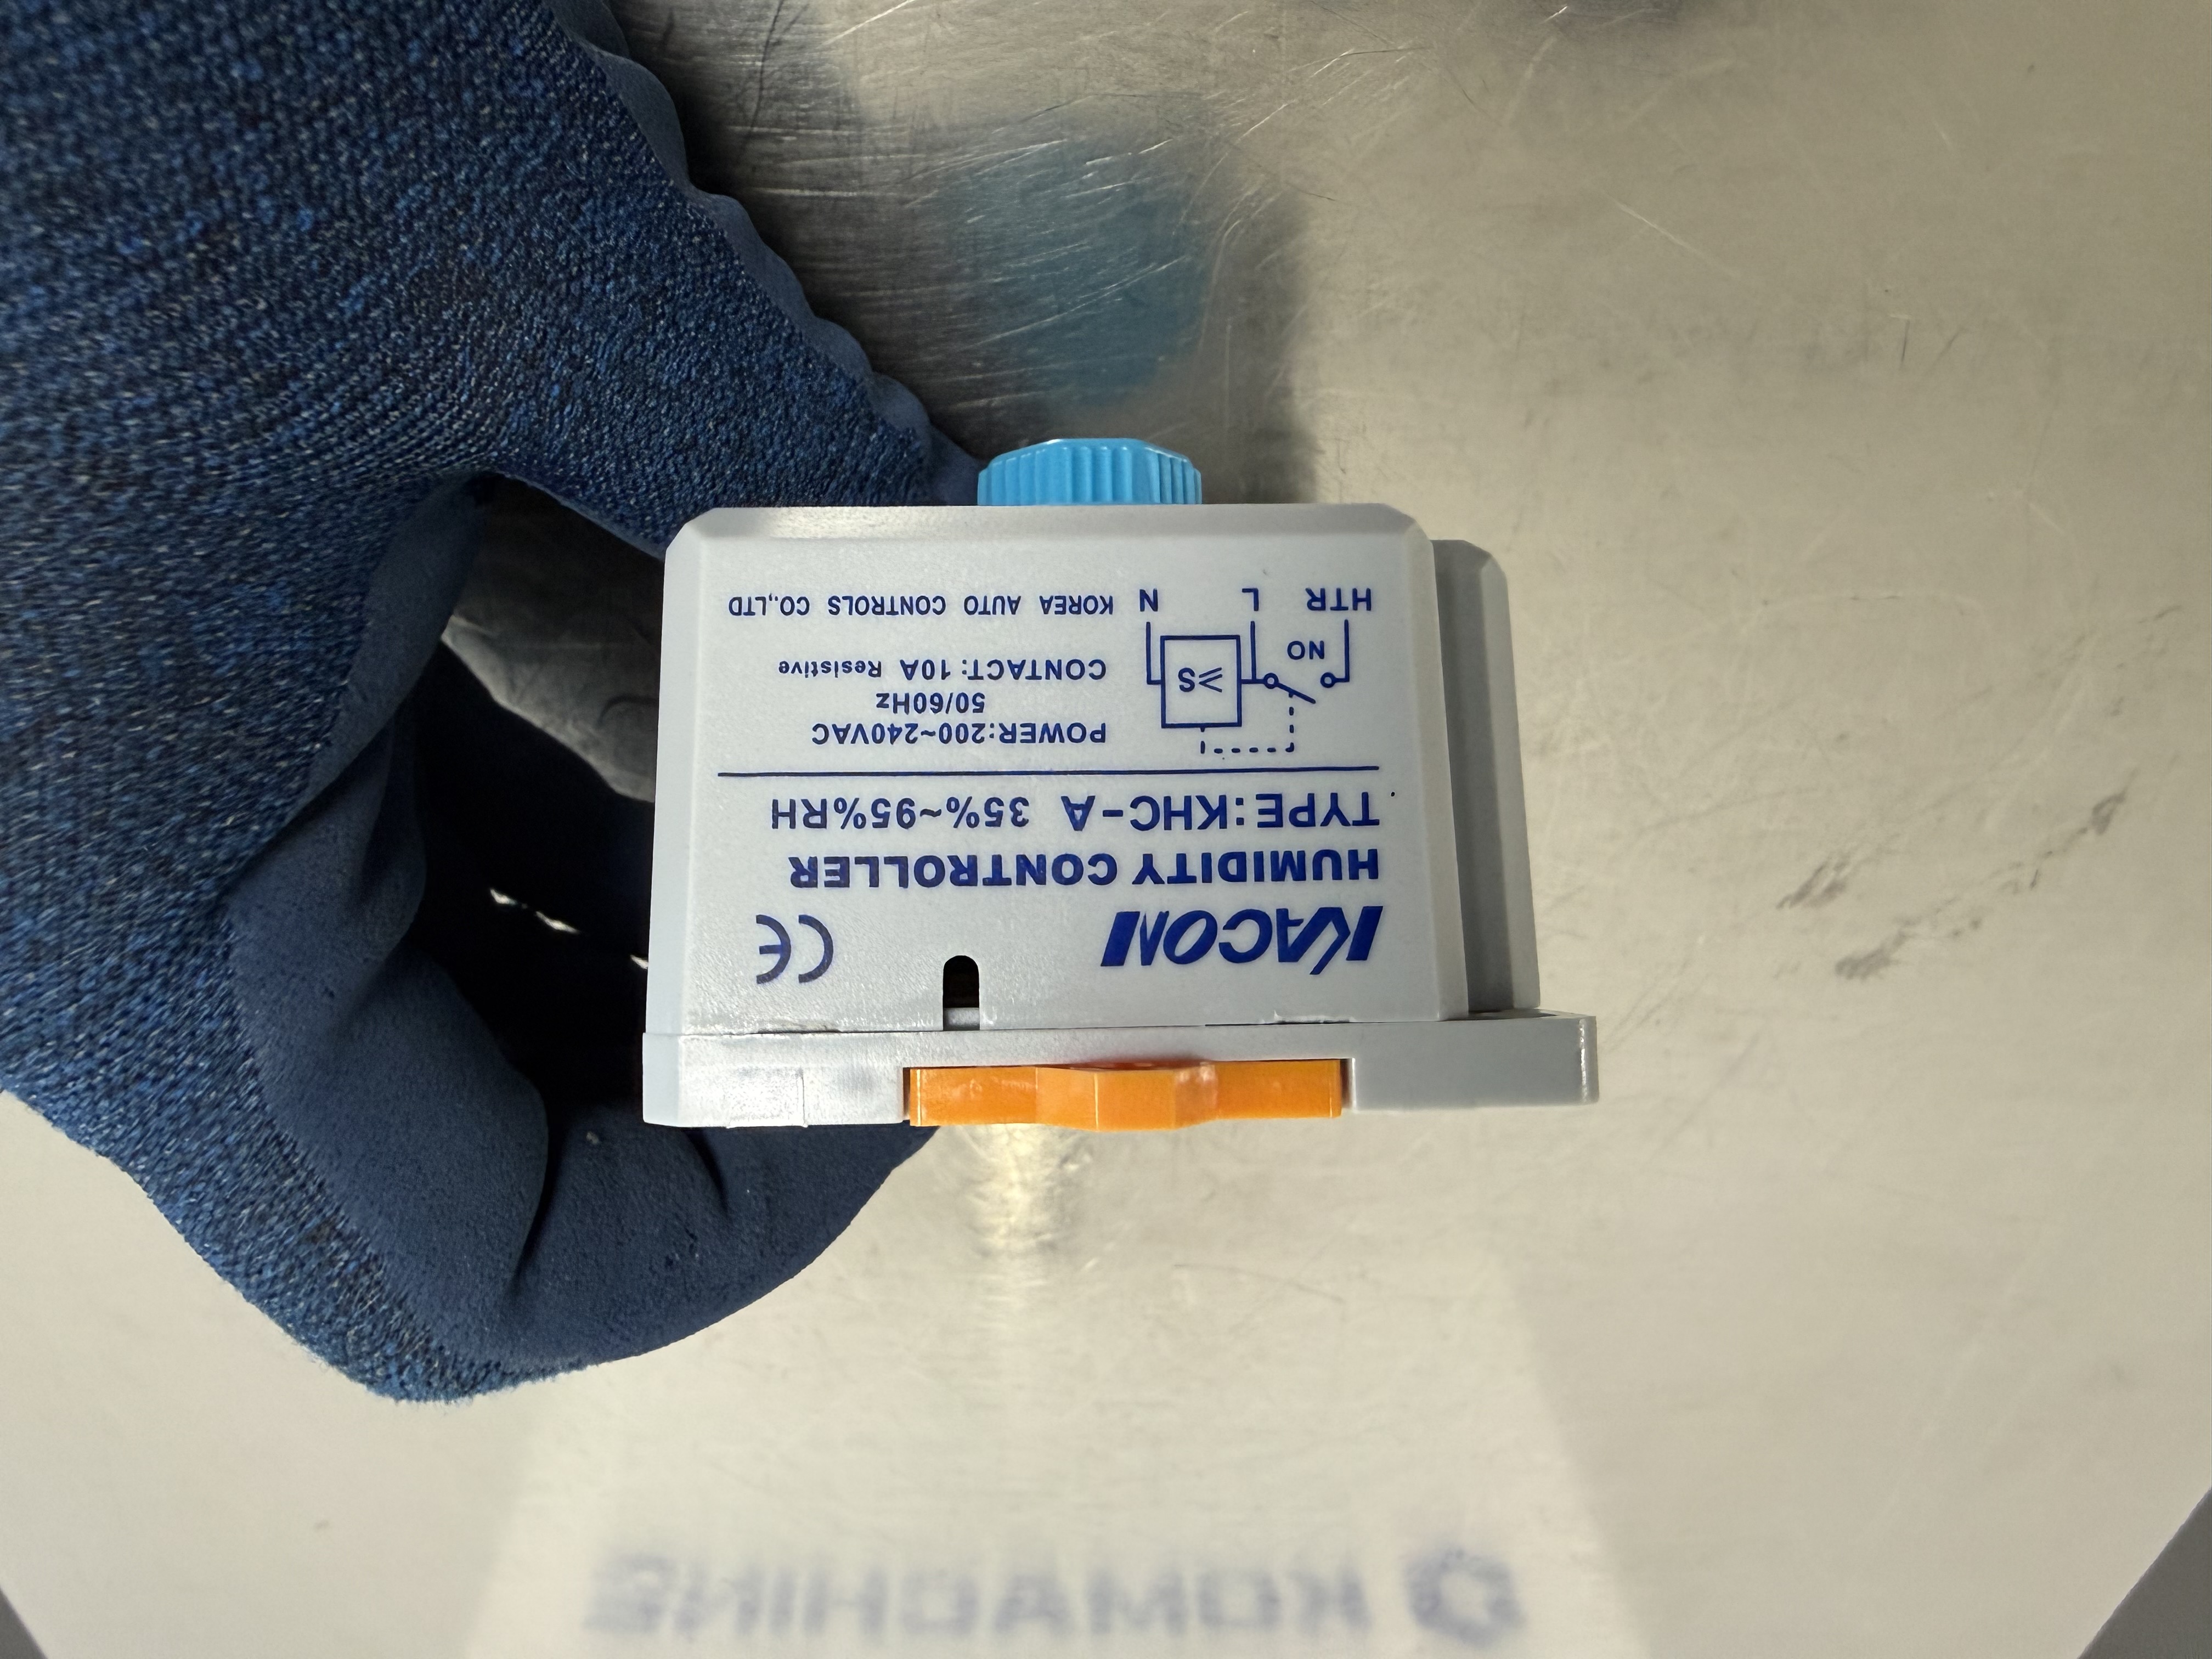 KACON CE
HUMIDITY CONTROLLER
TYPE:KHC-A 35%~95%RH
POWER:200~240VAC
50/60Hz
CONTACT:10A Resistive
≥S
NO
HTR L N
KOREA AUTO CONTROLS CO.,LTD
KOMACHINE